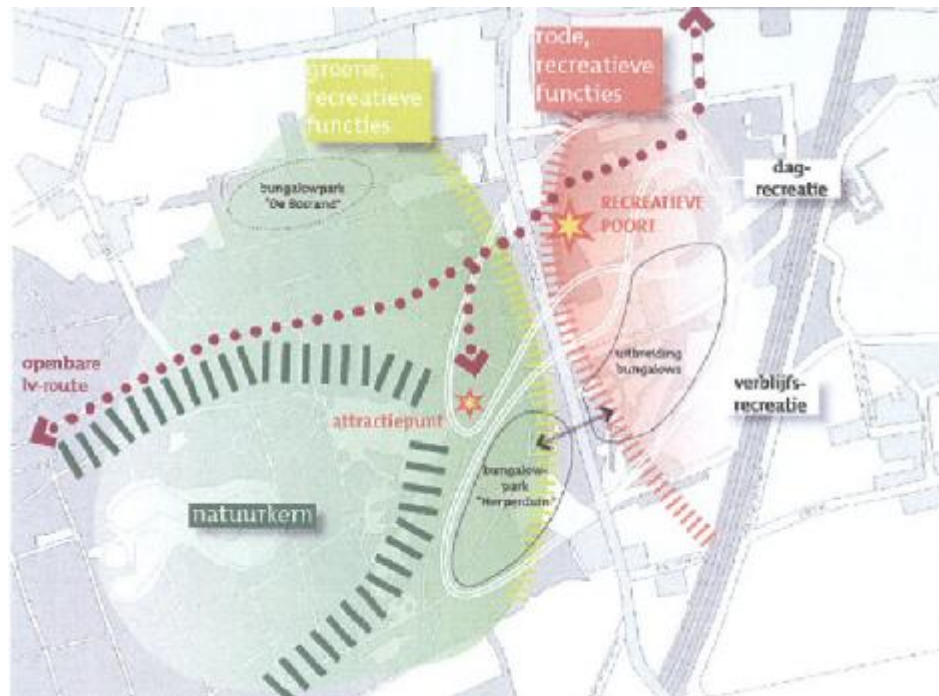 groene,
recreatieve
functies
rode,
recreatieve
functies
bungalowpark
"De Bosrand"
dag-
recreatie
RECREATIEVE
POORT
uitbreiding
bungalows
openbare
lv-route
attractiepunt
verblijfs-
recreatie
bungalow-
park
"Herperduin"
natuurkern